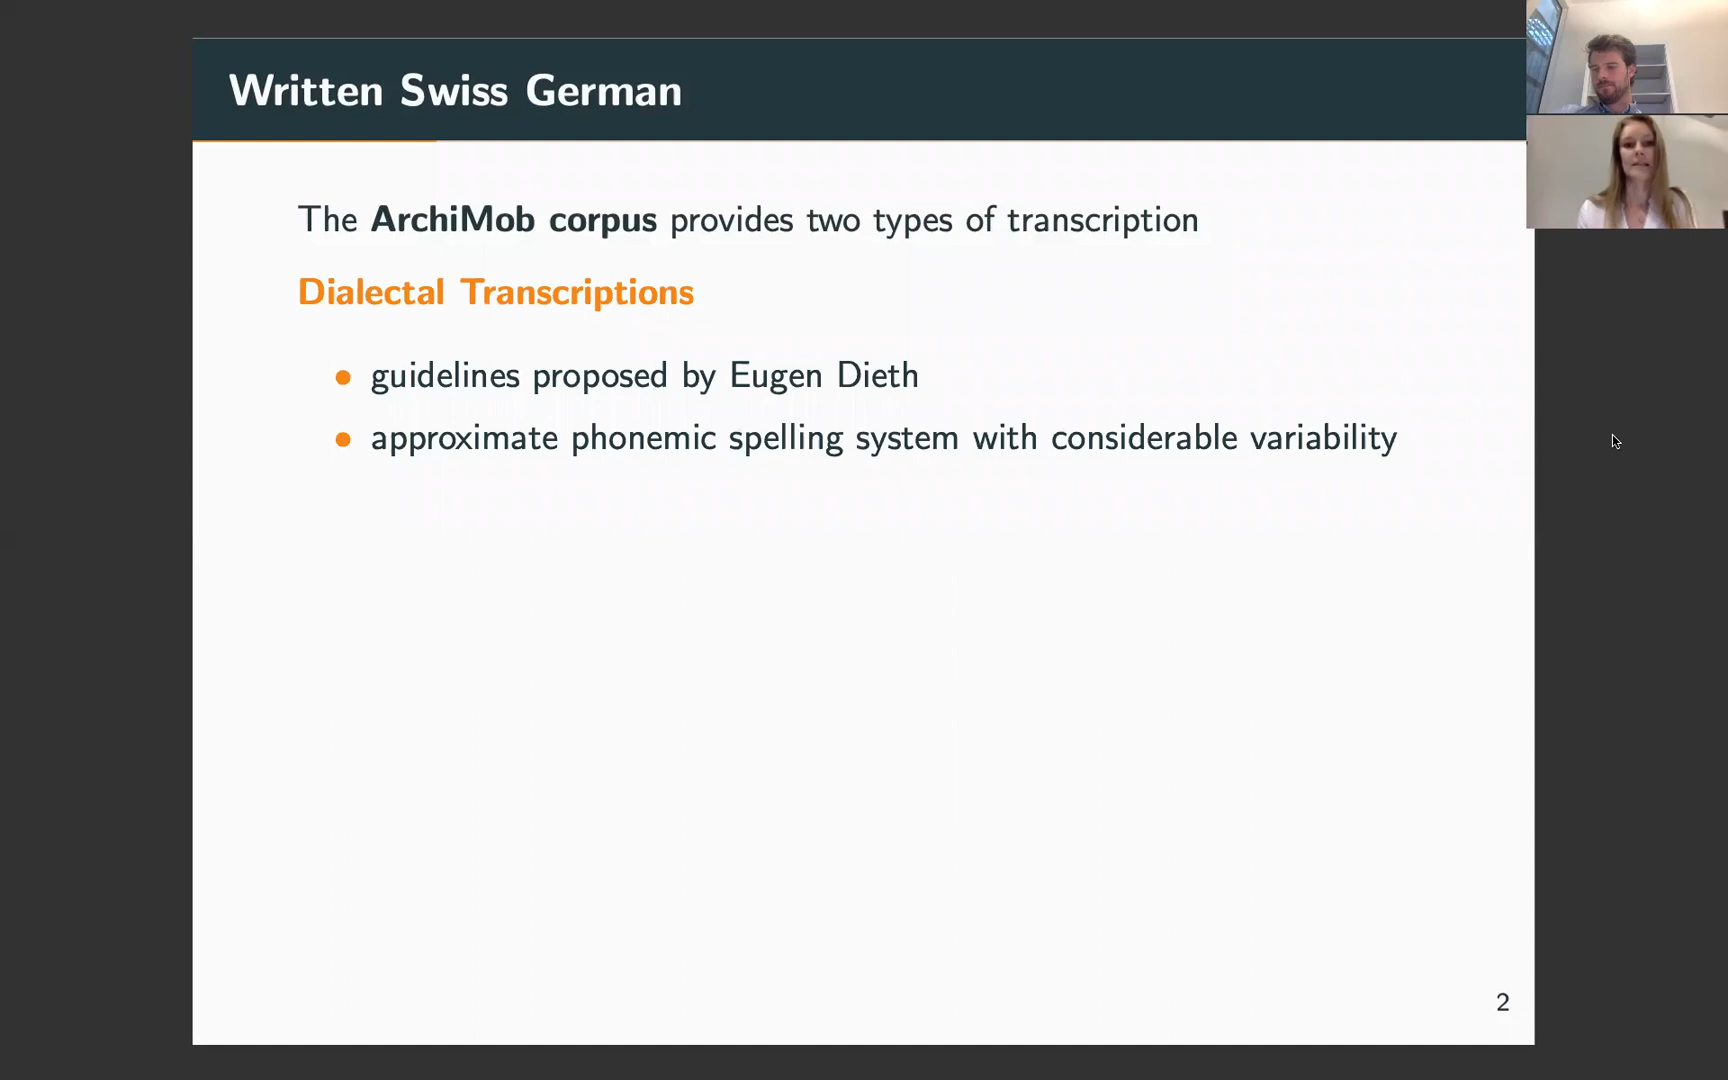 Written Swiss German
The ArchiMob corpus provides two types of transcription
Dialectal Transcriptions
• guidelines proposed by Eugen Dieth
• approximate phonemic spelling system with considerable variability
2